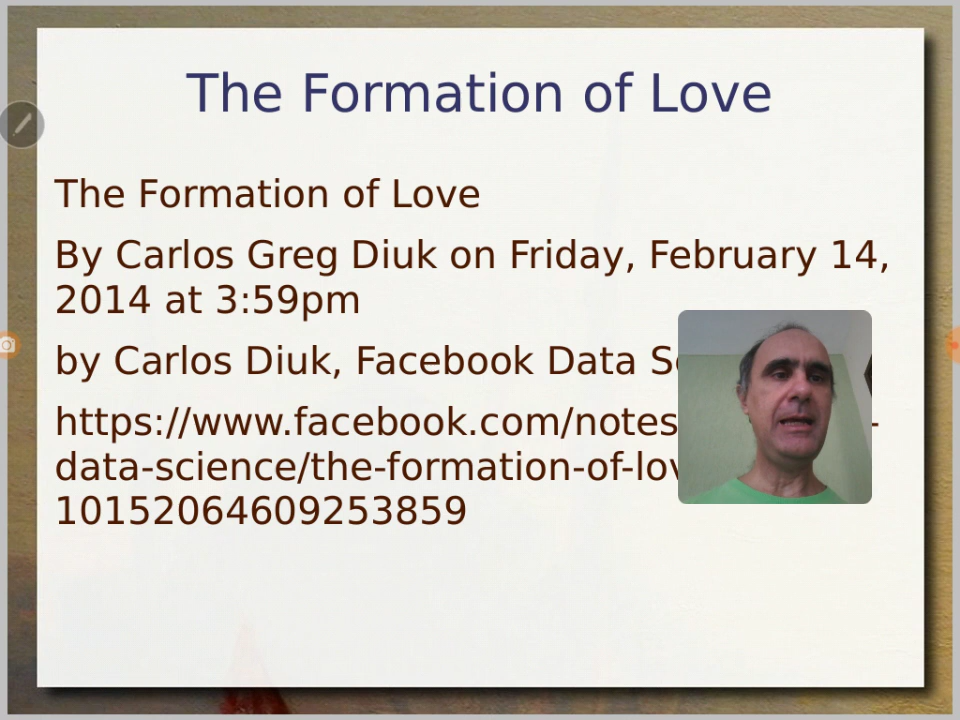 The Formation of Love
The Formation of Love
By Carlos Greg Diuk on Friday, February 14,
2014 at 3:59pm
by Carlos Diuk, Facebook Data
https://www.facebook.com/notes
data-science/the-formation-of-
10152064609253859